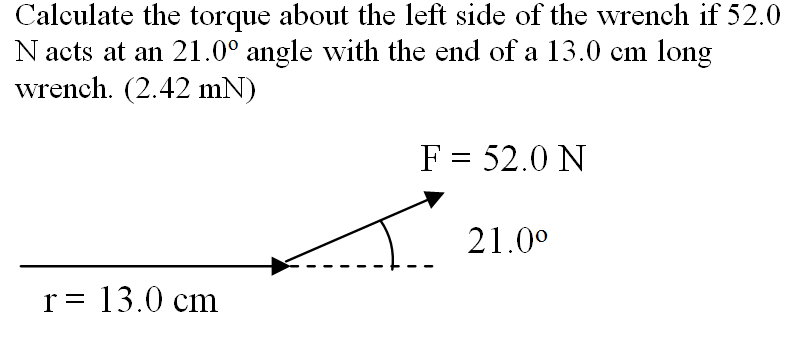 Calculate the torque about the left side of the wrench if 52.0
N acts at an 21.0º angle with the end of a 13.0 cm long
wrench. (2.42 mN)
F = 52.0 N
21.0º
r = 13.0 cm